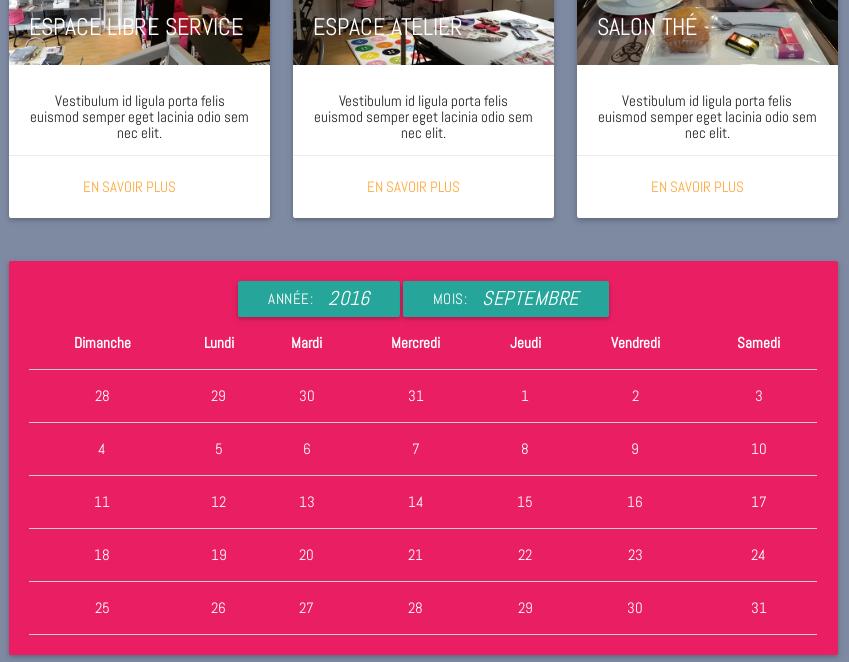 ESPACE LIBRE SERVICE
ESPACE ATELIER
SALON THÉ
Vestibulum id ligula porta felis
euismod semper eget lacinia odio sem
nec elit.
EN SAVOIR PLUS
Vestibulum id ligula porta felis
euismod semper eget lacinia odio sem
nec elit.
EN SAVOIR PLUS
Vestibulum id ligula porta felis
euismod semper eget lacinia odio sem
nec elit.
EN SAVOIR PLUS
ANNÉE: 2016 MOIS: SEPTEMBRE
Dimanche Lundi Mardi Mercredi Jeudi Vendredi Samedi
28 29 30 31 1 2 3
4 5 6 7 8 9 10
11 12 13 14 15 16 17
18 19 20 21 22 23 24
25 26 27 28 29 30 31